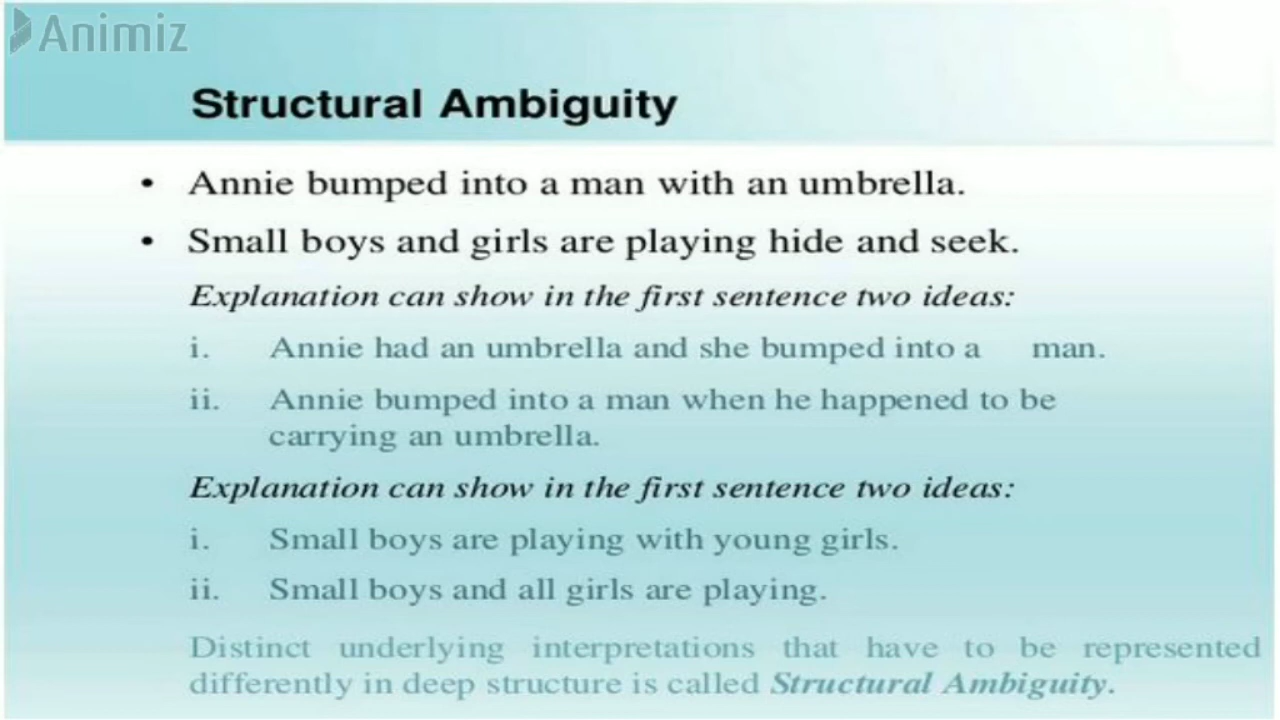 Animiz
Structural Ambiguity
• Annie bumped into a man with an umbrella.
• Small boys and girls are playing hide and seek.
Explanation can show in the first sentence two ideas:
i. Annie had an umbrella and she bumped into a man.
ii. Annie bumped into a man when he happened to be
carrying an umbrella.
Explanation can show in the first sentence two ideas:
i. Small boys are playing with young girls.
ii. Small boys and all girls are playing.
Distinct underlying interpretations that have to be represented
differently in deep structure is called Structural Ambiguity.